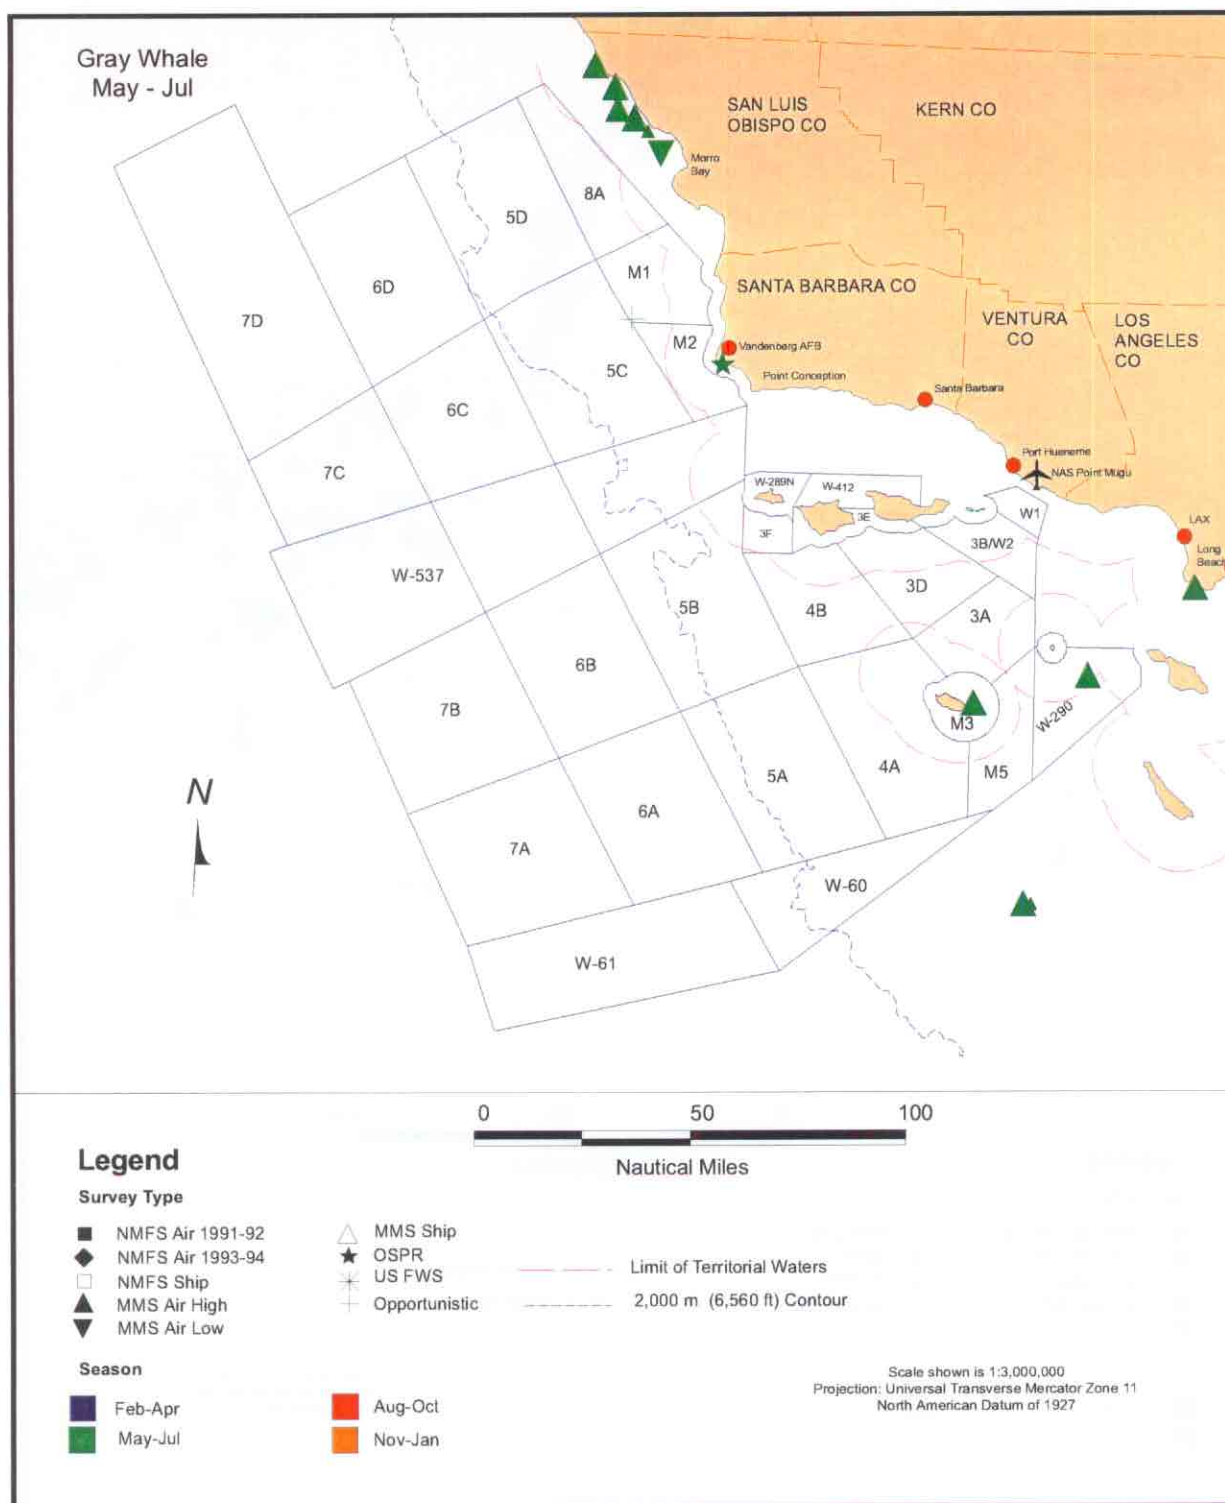 Gray Whale
May - Jul
SAN LUIS
OBISPO CO
KERN CO
Morro
Bay
8A
5D
M1
6D
SANTA BARBARA CO
7D
VENTURA
CO
LOS
ANGELES
CO
M2
Vandenberg AFB
5C
Point Conception
Santa Barbara
6C
Port Hueneme
7C
NAS Point Mugu
W-289N
W-412
W1
3E
LAX
3F
3B/W2
Long
Beach
W-537
3D
5B
4B
3A
6B
7B
M3
W-290
5A
4A
M5
N
6A
7A
W-60
W-61
0
50
100
Nautical Miles
Legend
Survey Type
NMFS Air 1991-92
NMFS Air 1993-94
NMFS Ship
MMS Air High
MMS Air Low
MMS Ship
OSPR
US FWS
Opportunistic
Limit of Territorial Waters
2,000 m (6,560 ft) Contour
Season
Feb-Apr
May-Jul
Aug-Oct
Nov-Jan
Scale shown is 1:3,000,000
Projection: Universal Transverse Mercator Zone 11
North American Datum of 1927